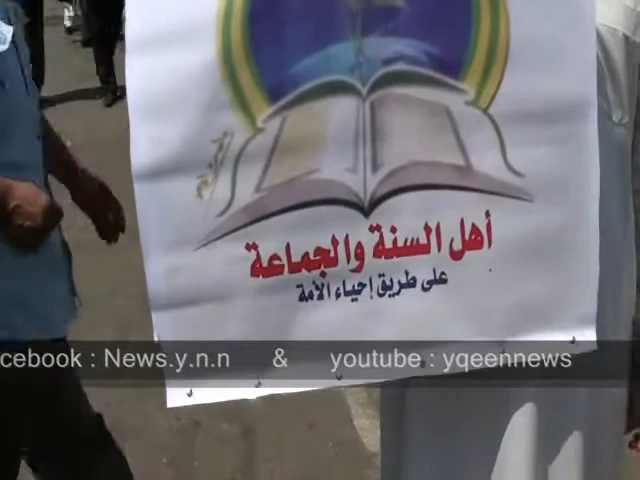 أهل السنة والجماعة
على طريق إحياء الأمة
cebook : News.y.n.n & youtube : yqeennews